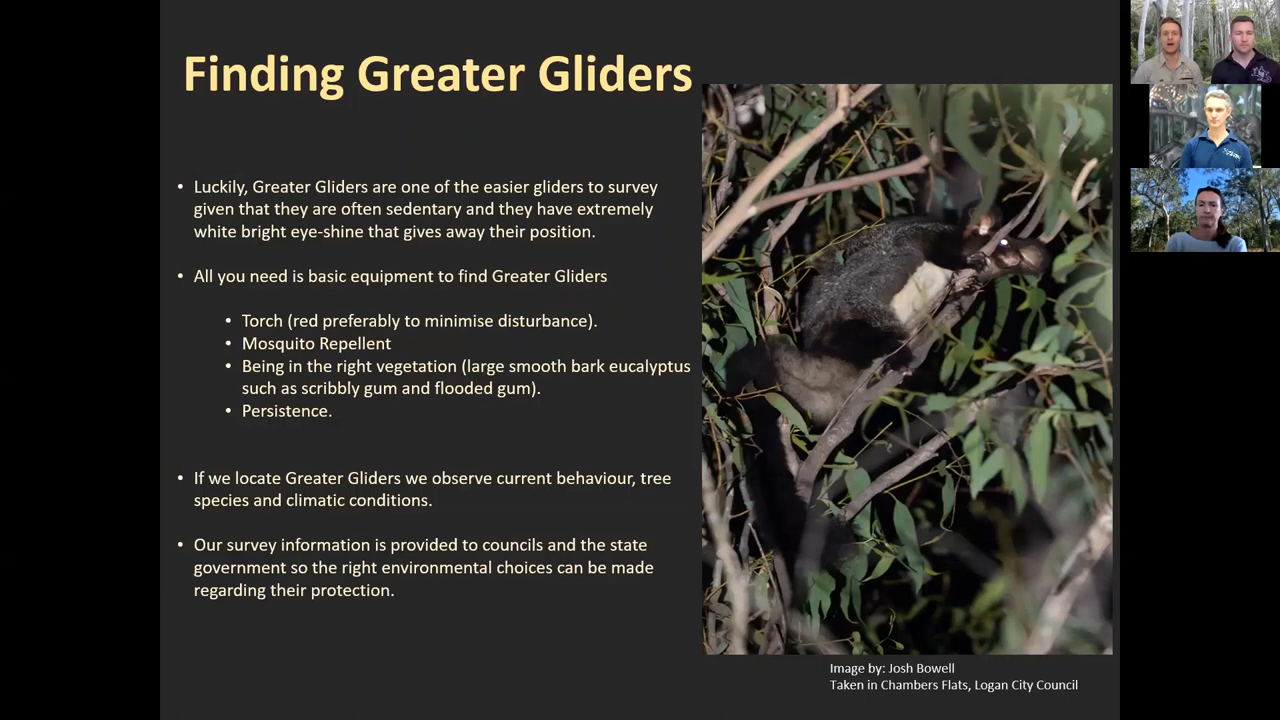 Finding Greater Gliders
• Luckily, Greater Gliders are one of the easier gliders to survey
given that they are often sedentary and they have extremely
white bright eye-shine that gives away their position.
• All you need is basic equipment to find Greater Gliders
• Torch (red preferably to minimise disturbance).
• Mosquito Repellent
• Being in the right vegetation (large smooth bark eucalyptus
such as scribbly gum and flooded gum).
• Persistence.
• If we locate Greater Gliders we observe current behaviour, tree
species and climatic conditions.
• Our survey information is provided to councils and the state
government so the right environmental choices can be made
regarding their protection.
Image by: Josh Bowell
Taken in Chambers Flats, Logan City Council